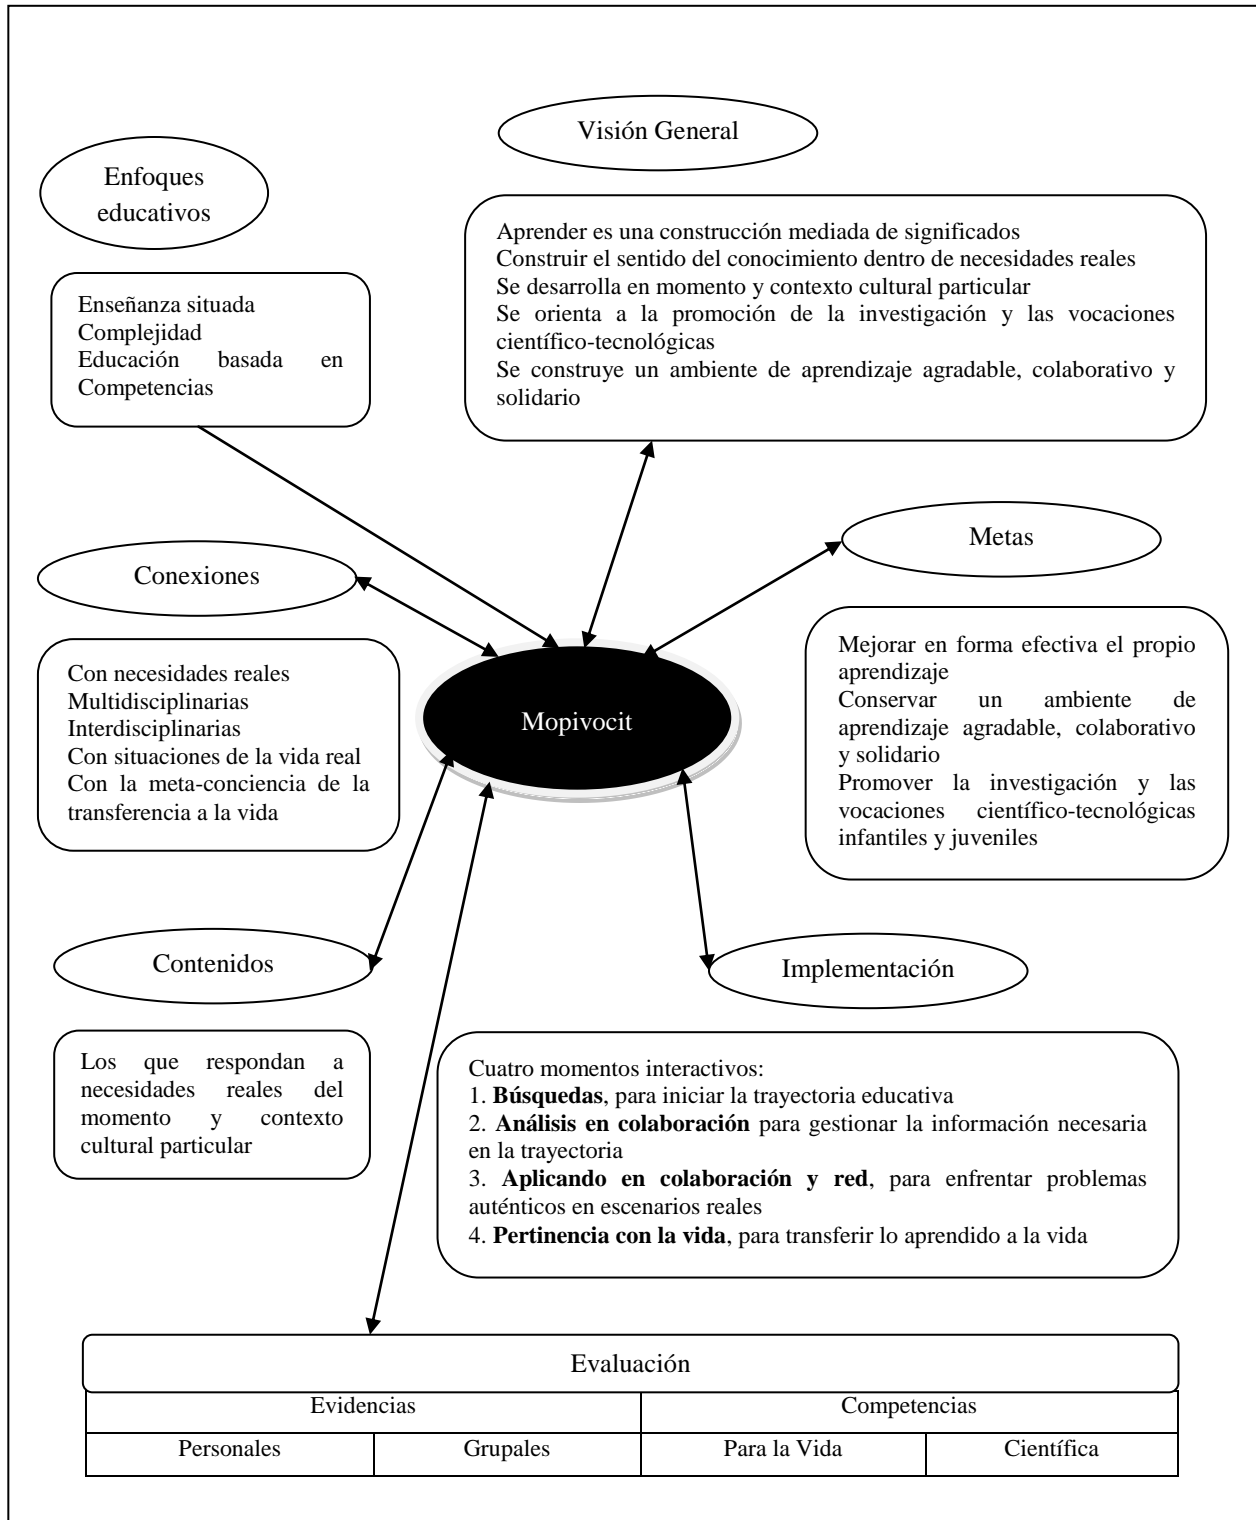 Visión General
Enfoques
educativos
Aprender es una construcción mediada de significados
Construir el sentido del conocimiento dentro de necesidades reales
Se desarrolla en momento y contexto cultural particular
Se orienta a la promoción de la investigación y las vocaciones
científico-tecnológicas
Se construye un ambiente de aprendizaje agradable, colaborativo y
solidario
Enseñanza situada
Complejidad
Educación basada en
Competencias
Metas
Conexiones
Mejorar en forma efectiva el propio
aprendizaje
Conservar un ambiente de
aprendizaje agradable, colaborativo
y solidario
Promover la investigación y las
vocaciones científico-tecnológicas
infantiles y juveniles
Con necesidades reales
Multidisciplinarias
Interdisciplinarias
Con situaciones de la vida real
Con la meta-conciencia de la
transferencia a la vida
Mopivocit
Contenidos
Implementación
Los que respondan a
necesidades reales del
momento y contexto
cultural particular
Cuatro momentos interactivos:
1. Búsquedas, para iniciar la trayectoria educativa
2. Análisis en colaboración para gestionar la información necesaria
en la trayectoria
3. Aplicando en colaboración y red, para enfrentar problemas
auténticos en escenarios reales
4. Pertinencia con la vida, para transferir lo aprendido a la vida
Evaluación
Evidencias Competencias
Personales Grupales Para la Vida Científica